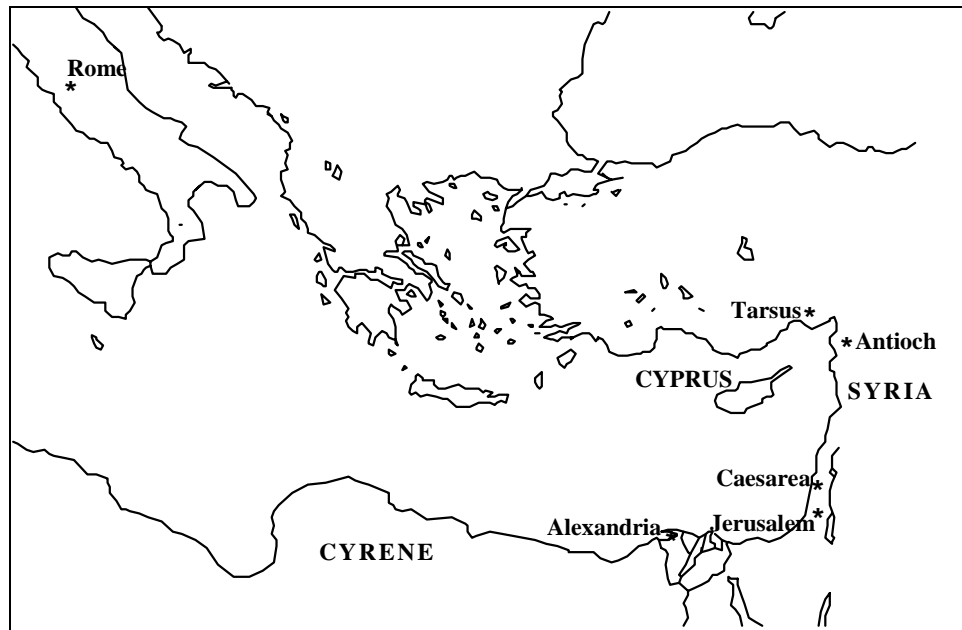 Rome
Tarsus
Antioch
CYPRUS
SYRIA
Caesarea
Jerusalem
Alexandria
CYRENE